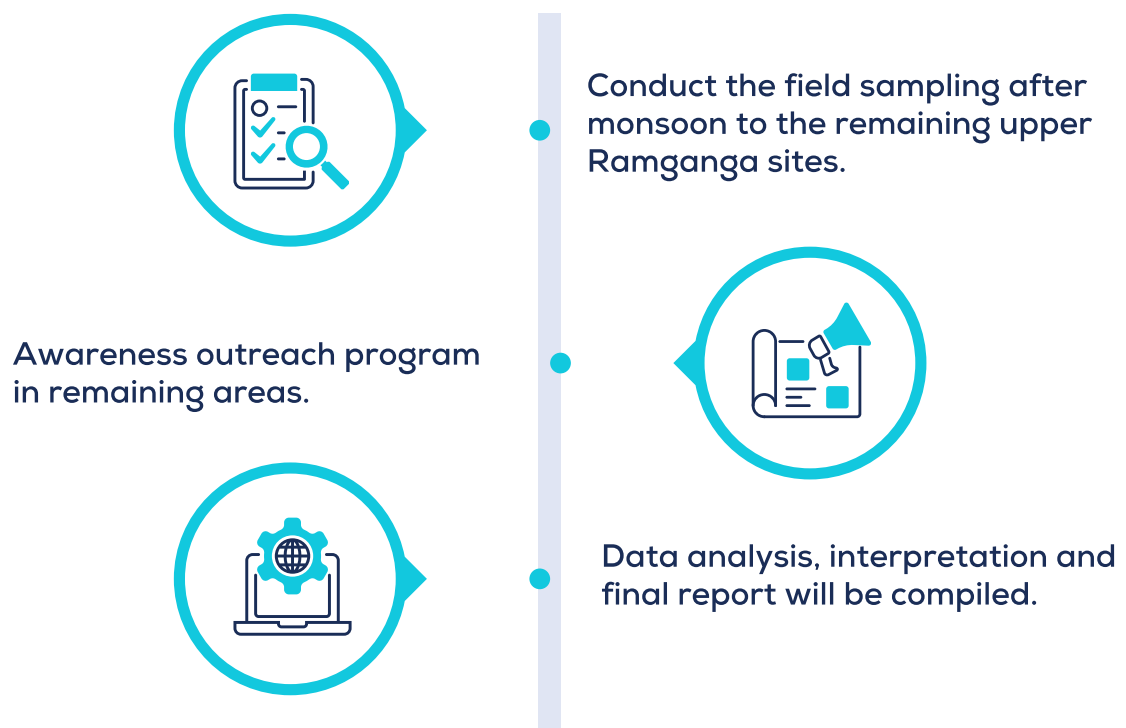 Conduct the field sampling after
monsoon to the remaining upper
Ramganga sites.
Awareness outreach program
in remaining areas.
Data analysis, interpretation and
final report will be compiled.